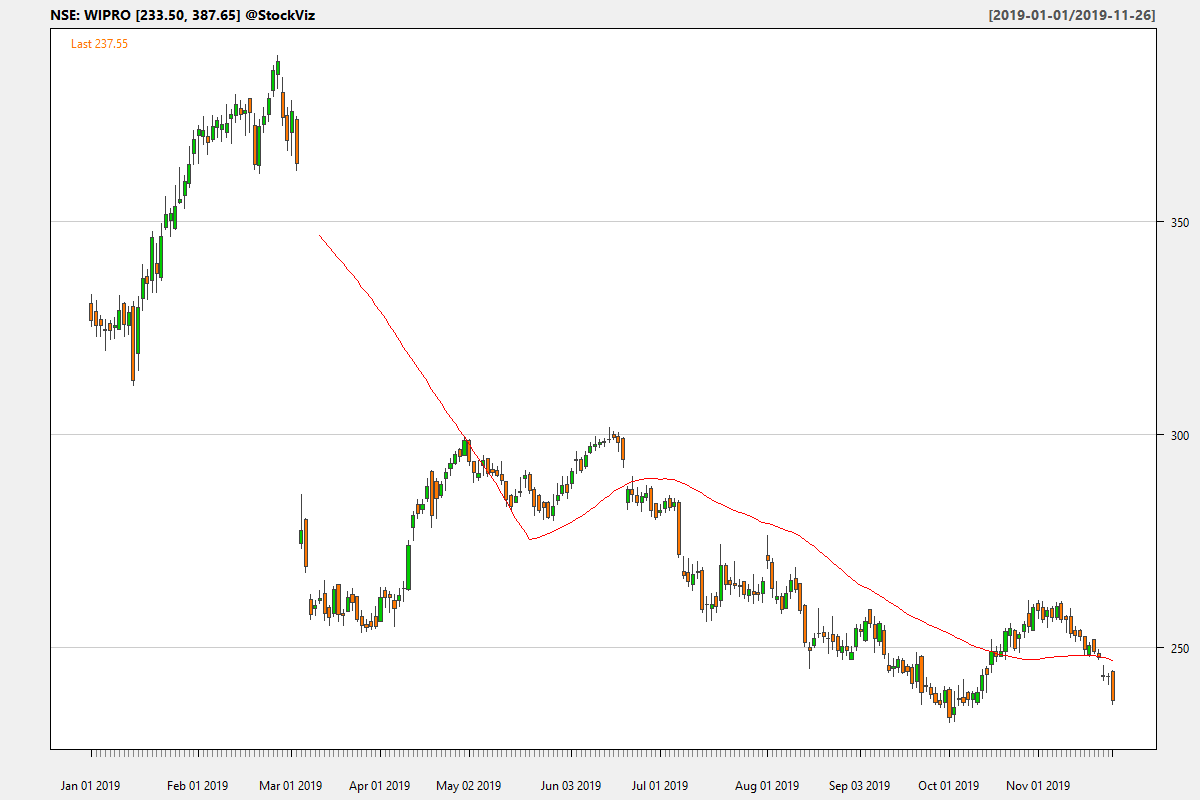 NSE: WIPRO [233.50, 387.65] @StockViz
[2019-01-01/2019-11-26]
Last 237.55
350
300
250
Jan 01 2019
Feb 01 2019
Mar 01 2019
Apr 01 2019
May 02 2019
Jun 03 2019
Jul 01 2019
Aug 01 2019
Sep 03 2019
Oct 01 2019
Nov 01 2019